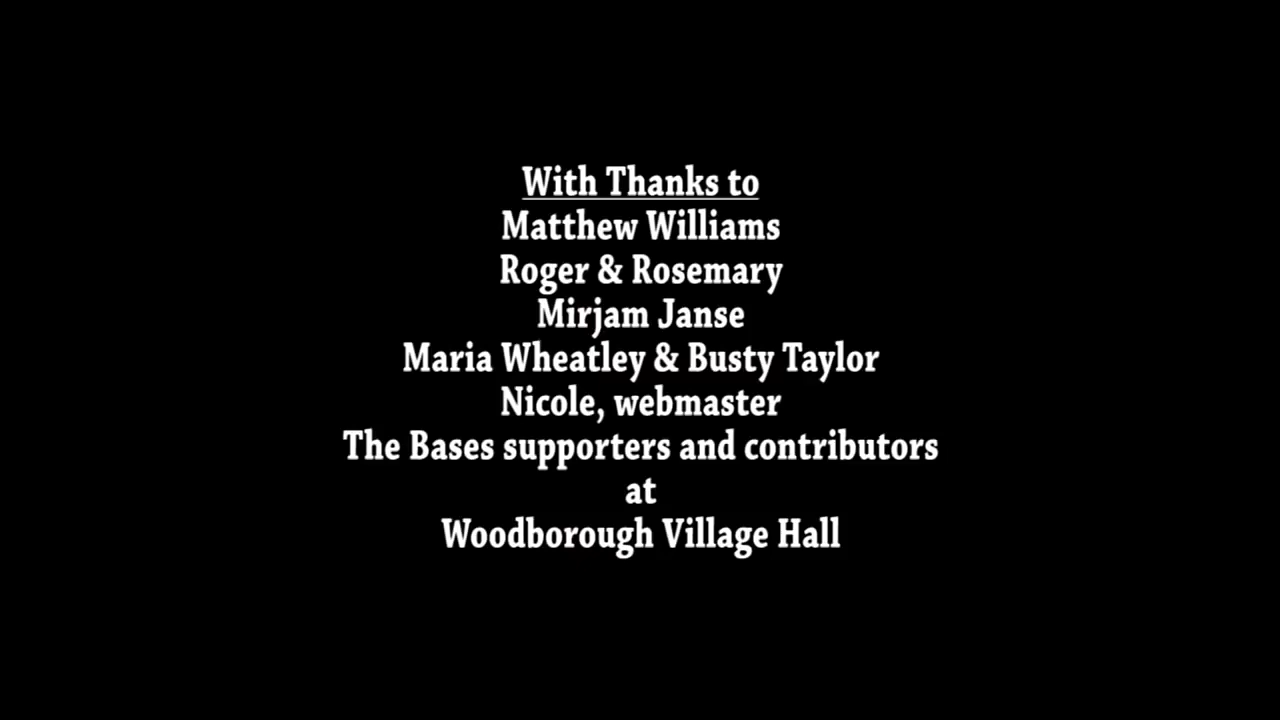 With Thanks to
Matthew Williams
Roger & Rosemary
Mirjam Janse
Maria Wheatley & Busty Taylor
Nicole, webmaster
The Bases supporters and contributors
at
Woodborough Village Hall